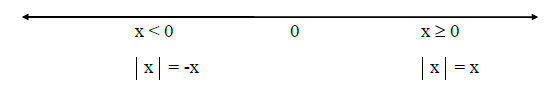 x < 0 0 x ≥ 0
| x | = -x | x | = x